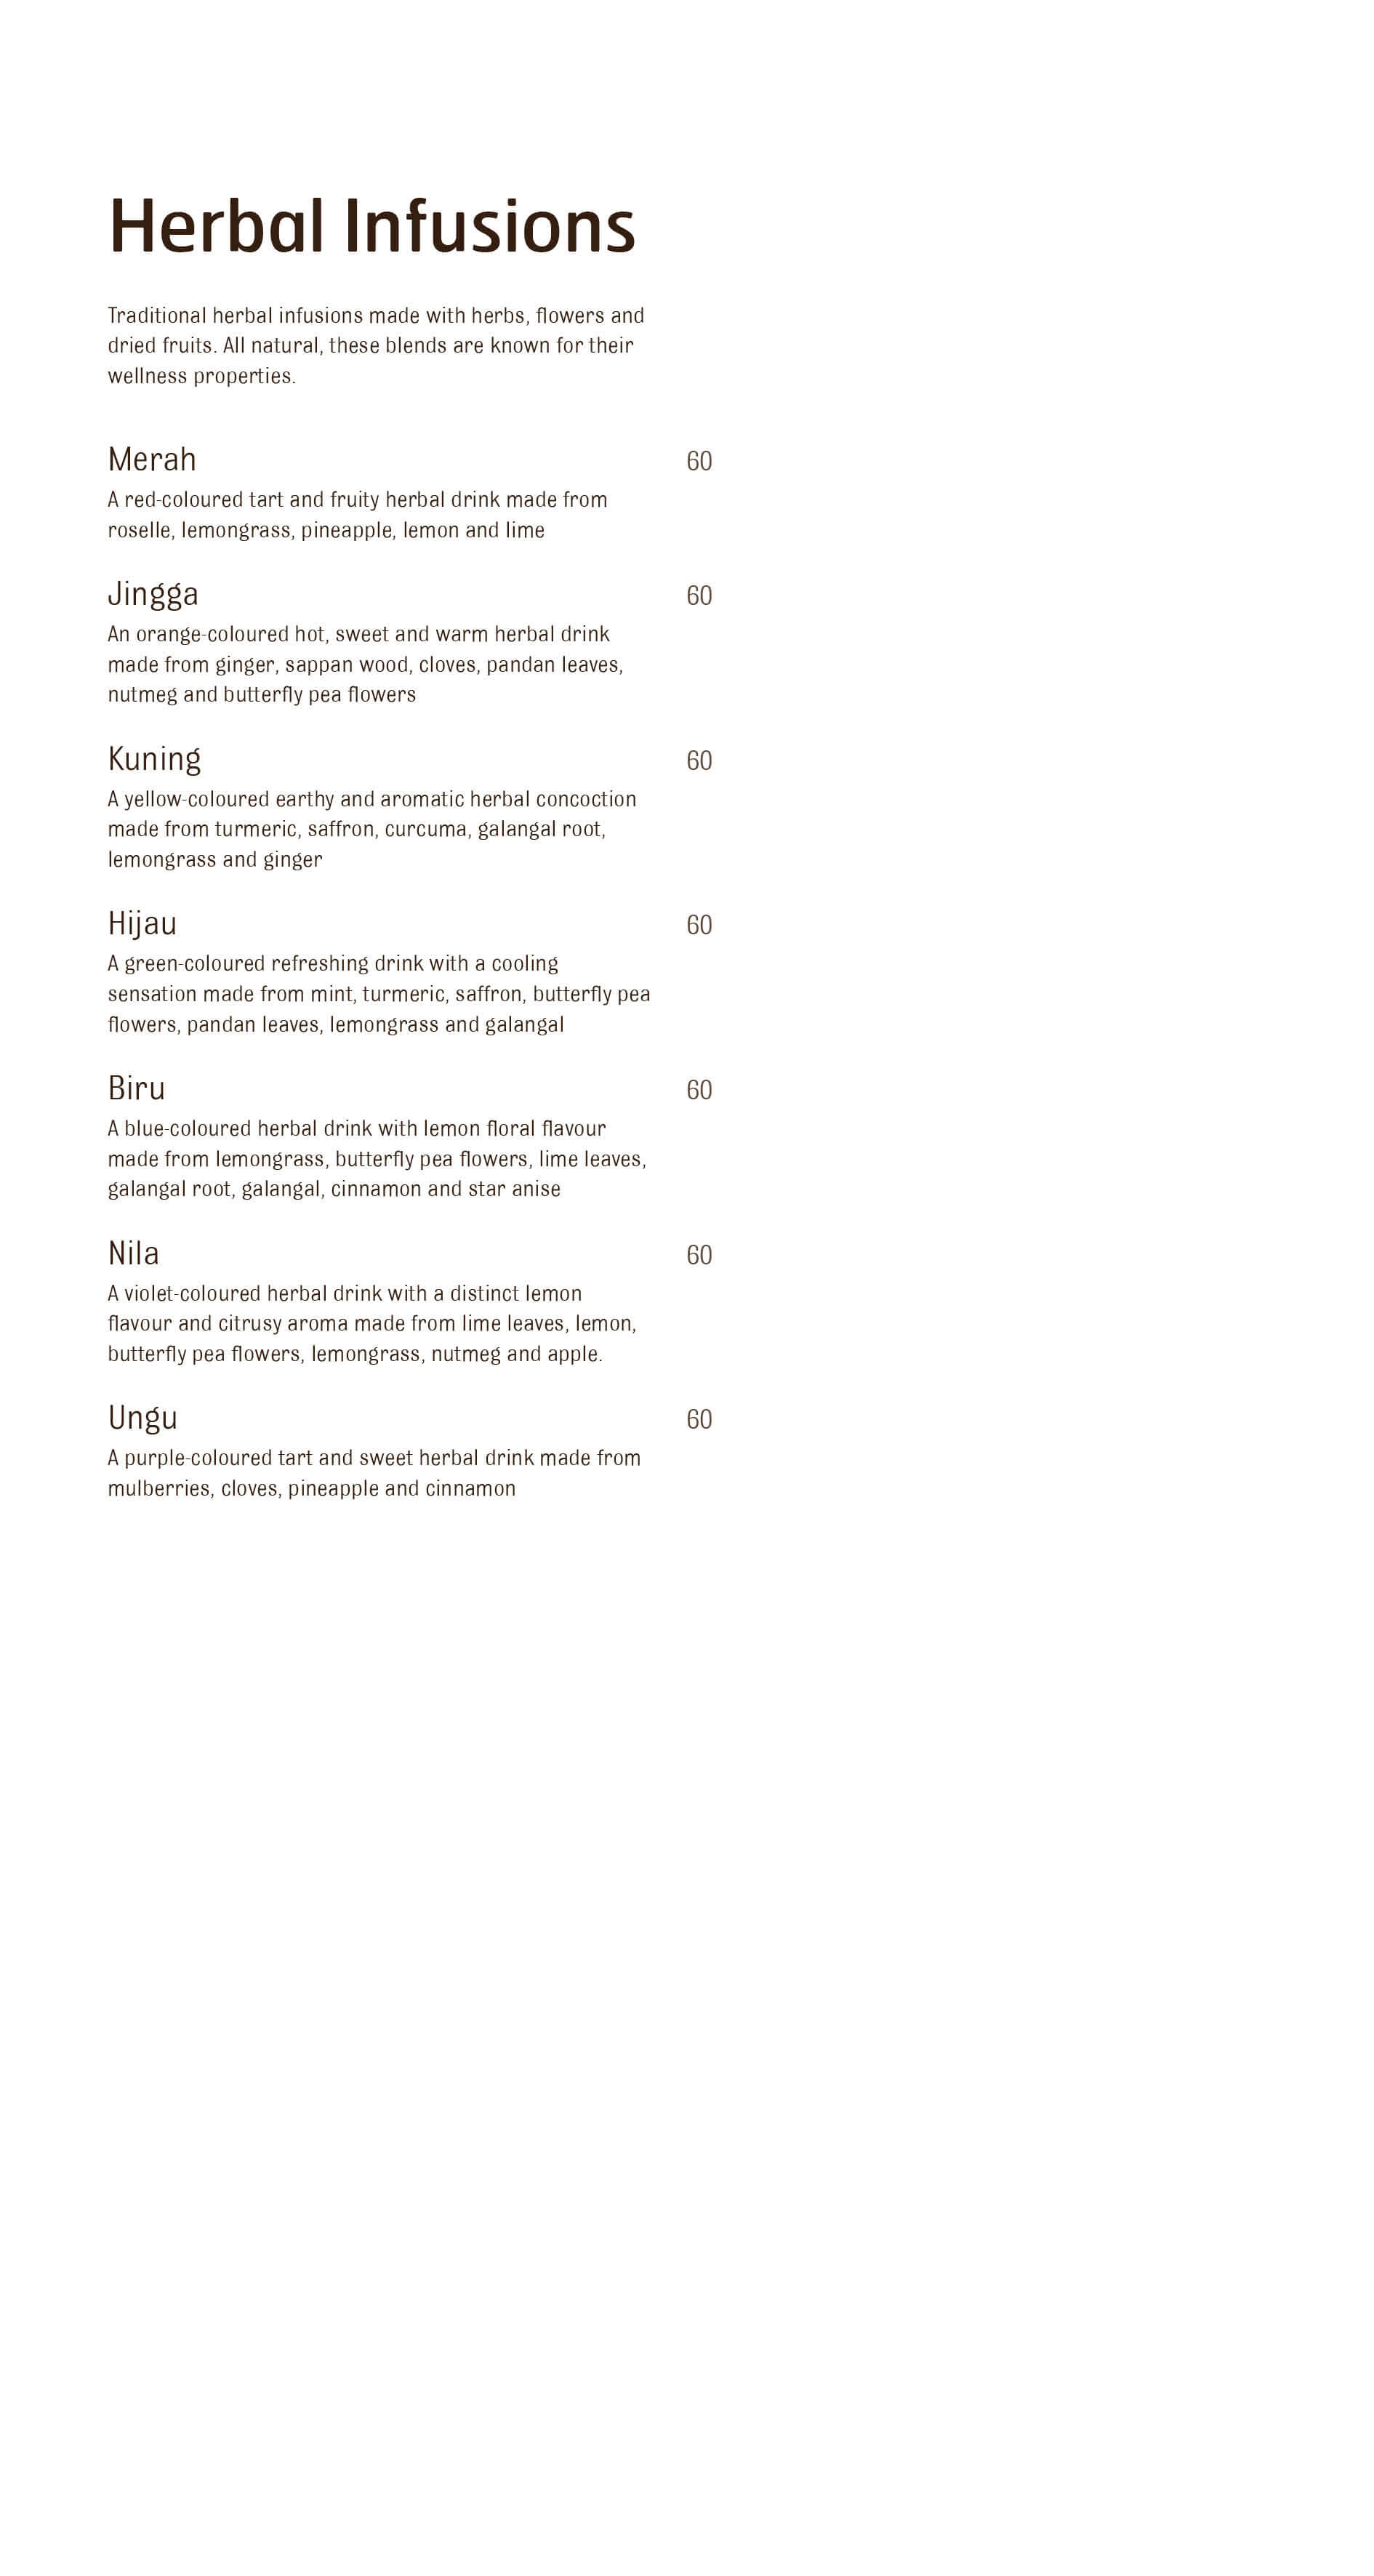 Herbal Infusions
Traditional herbal infusions made with herbs, flowers and
dried fruits. All natural, these blends are known for their
wellness properties.
Merah 60
A red-coloured tart and fruity herbal drink made from
roselle, lemongrass, pineapple, lemon and lime
Jingga 60
An orange-coloured hot, sweet and warm herbal drink
made from ginger, sappan wood, cloves, pandan leaves,
nutmeg and butterfly pea flowers
Kuning 60
A yellow-coloured earthy and aromatic herbal concoction
made from turmeric, saffron, curcuma, galangal root,
lemongrass and ginger
Hijau 60
A green-coloured refreshing drink with a cooling
sensation made from mint, turmeric, saffron, butterfly pea
flowers, pandan leaves, lemongrass and galangal
Biru 60
A blue-coloured herbal drink with lemon floral flavour
made from lemongrass, butterfly pea flowers, lime leaves,
galangal root, galangal, cinnamon and star anise
Nila 60
A violet-coloured herbal drink with a distinct lemon
flavour and citrusy aroma made from lime leaves, lemon,
butterfly pea flowers, lemongrass, nutmeg and apple.
Ungu 60
A purple-coloured tart and sweet herbal drink made from
mulberries, cloves, pineapple and cinnamon